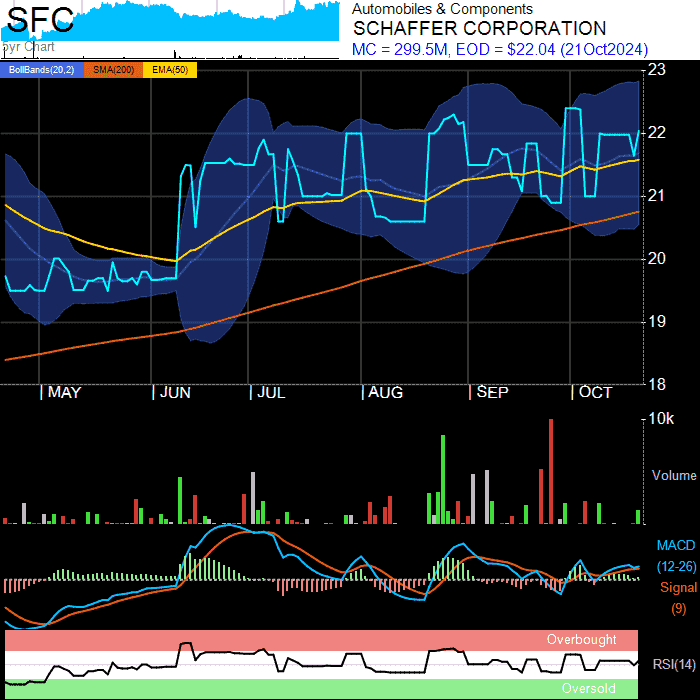 SFC
5yr Chart
Automobiles & Components
SCHAFFER CORPORATION
MC = 299.5M, EOD = $22.04 (21Oct2024)
BollBands(20,2) SMA(200) EMA(50)
23
22
21
20
19
18
MAY JUN JUL AUG SEP OCT
10k
Volume
MACD
(12-26)
Signal
(9)
Overbought
RSI(14)
Oversold